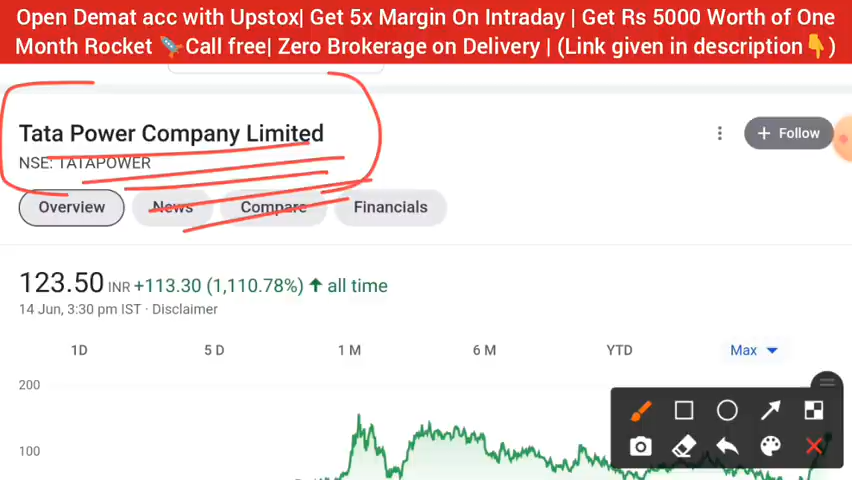 Open Demat acc with Upstox| Get 5x Margin On Intraday | Get Rs 5000 Worth of One
Month Rocket 🚀Call free| Zero Brokerage on Delivery | (Link given in description👇)
Tata Power Company Limited
+ Follow
NSE: TATAPOWER
Overview News Compare Financials
123.50 INR +113.30 (1,110.78%) ↑ all time
14 Jun, 3:30 pm IST · Disclaimer
1D 5 D 1 M 6 M YTD Max
200
100